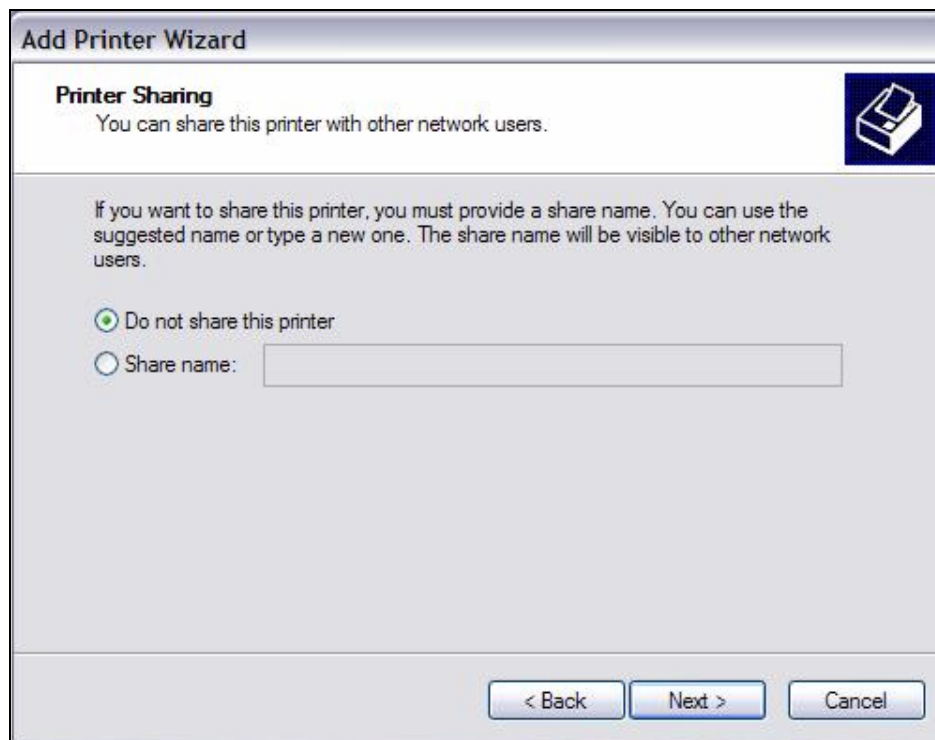 Add Printer Wizard
Printer Sharing
You can share this printer with other network users.
If you want to share this printer, you must provide a share name. You can use the
suggested name or type a new one. The share name will be visible to other network
users.
Do not share this printer
Share name:
< Back Next > Cancel